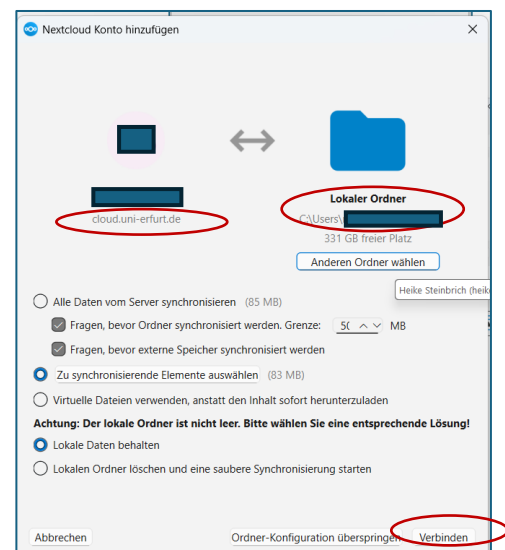 Nextcloud Konto hinzufügen
Lokaler Ordner
cloud.uni-erfurt.de
C:\Users\
331 GB freier Platz
Anderen Ordner wählen
Heike Steinbrich (heik
Alle Daten vom Server synchronisieren (85 MB)
Fragen, bevor Ordner synchronisiert werden. Grenze: 5( MB
Fragen, bevor externe Speicher synchronisiert werden
Zu synchronisierende Elemente auswählen (83 MB)
Virtuelle Dateien verwenden, anstatt den Inhalt sofort herunterzuladen
Achtung: Der lokale Ordner ist nicht leer. Bitte wählen Sie eine entsprechende Lösung!
Lokale Daten behalten
Lokalen Ordner löschen und eine saubere Synchronisierung starten
Abbrechen
Ordner-Konfiguration überspringen
Verbinden